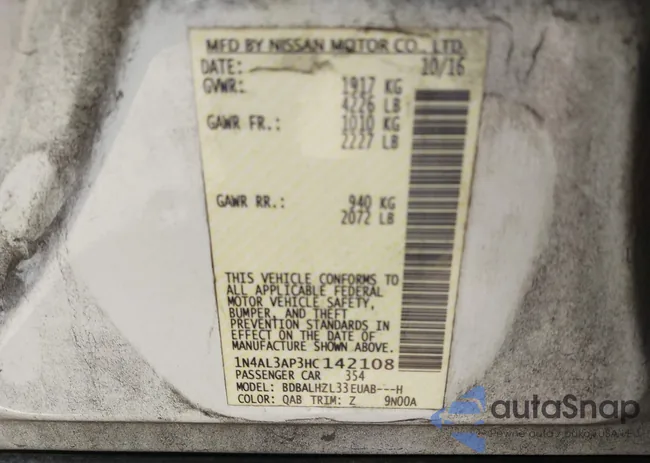 MFD BY NISSAN MOTOR CO., LTD.
DATE: 10/16
GVWR: 1917 KG
4226 LB
GAWR FR.: 1010 KG
2227 LB
GAWR RR.: 940 KG
2072 LB
THIS VEHICLE CONFORMS TO
ALL APPLICABLE FEDERAL
MOTOR VEHICLE SAFETY,
BUMPER, AND THEFT
PREVENTION STANDARDS IN
EFFECT ON THE DATE OF
MANUFACTURE SHOWN ABOVE.
1N4AL3AP3HC142108
PASSENGER CAR 354
MODEL: BDBALHZL33EUAB---H
COLOR: QAB TRIM: Z 9N00A
autaSnap